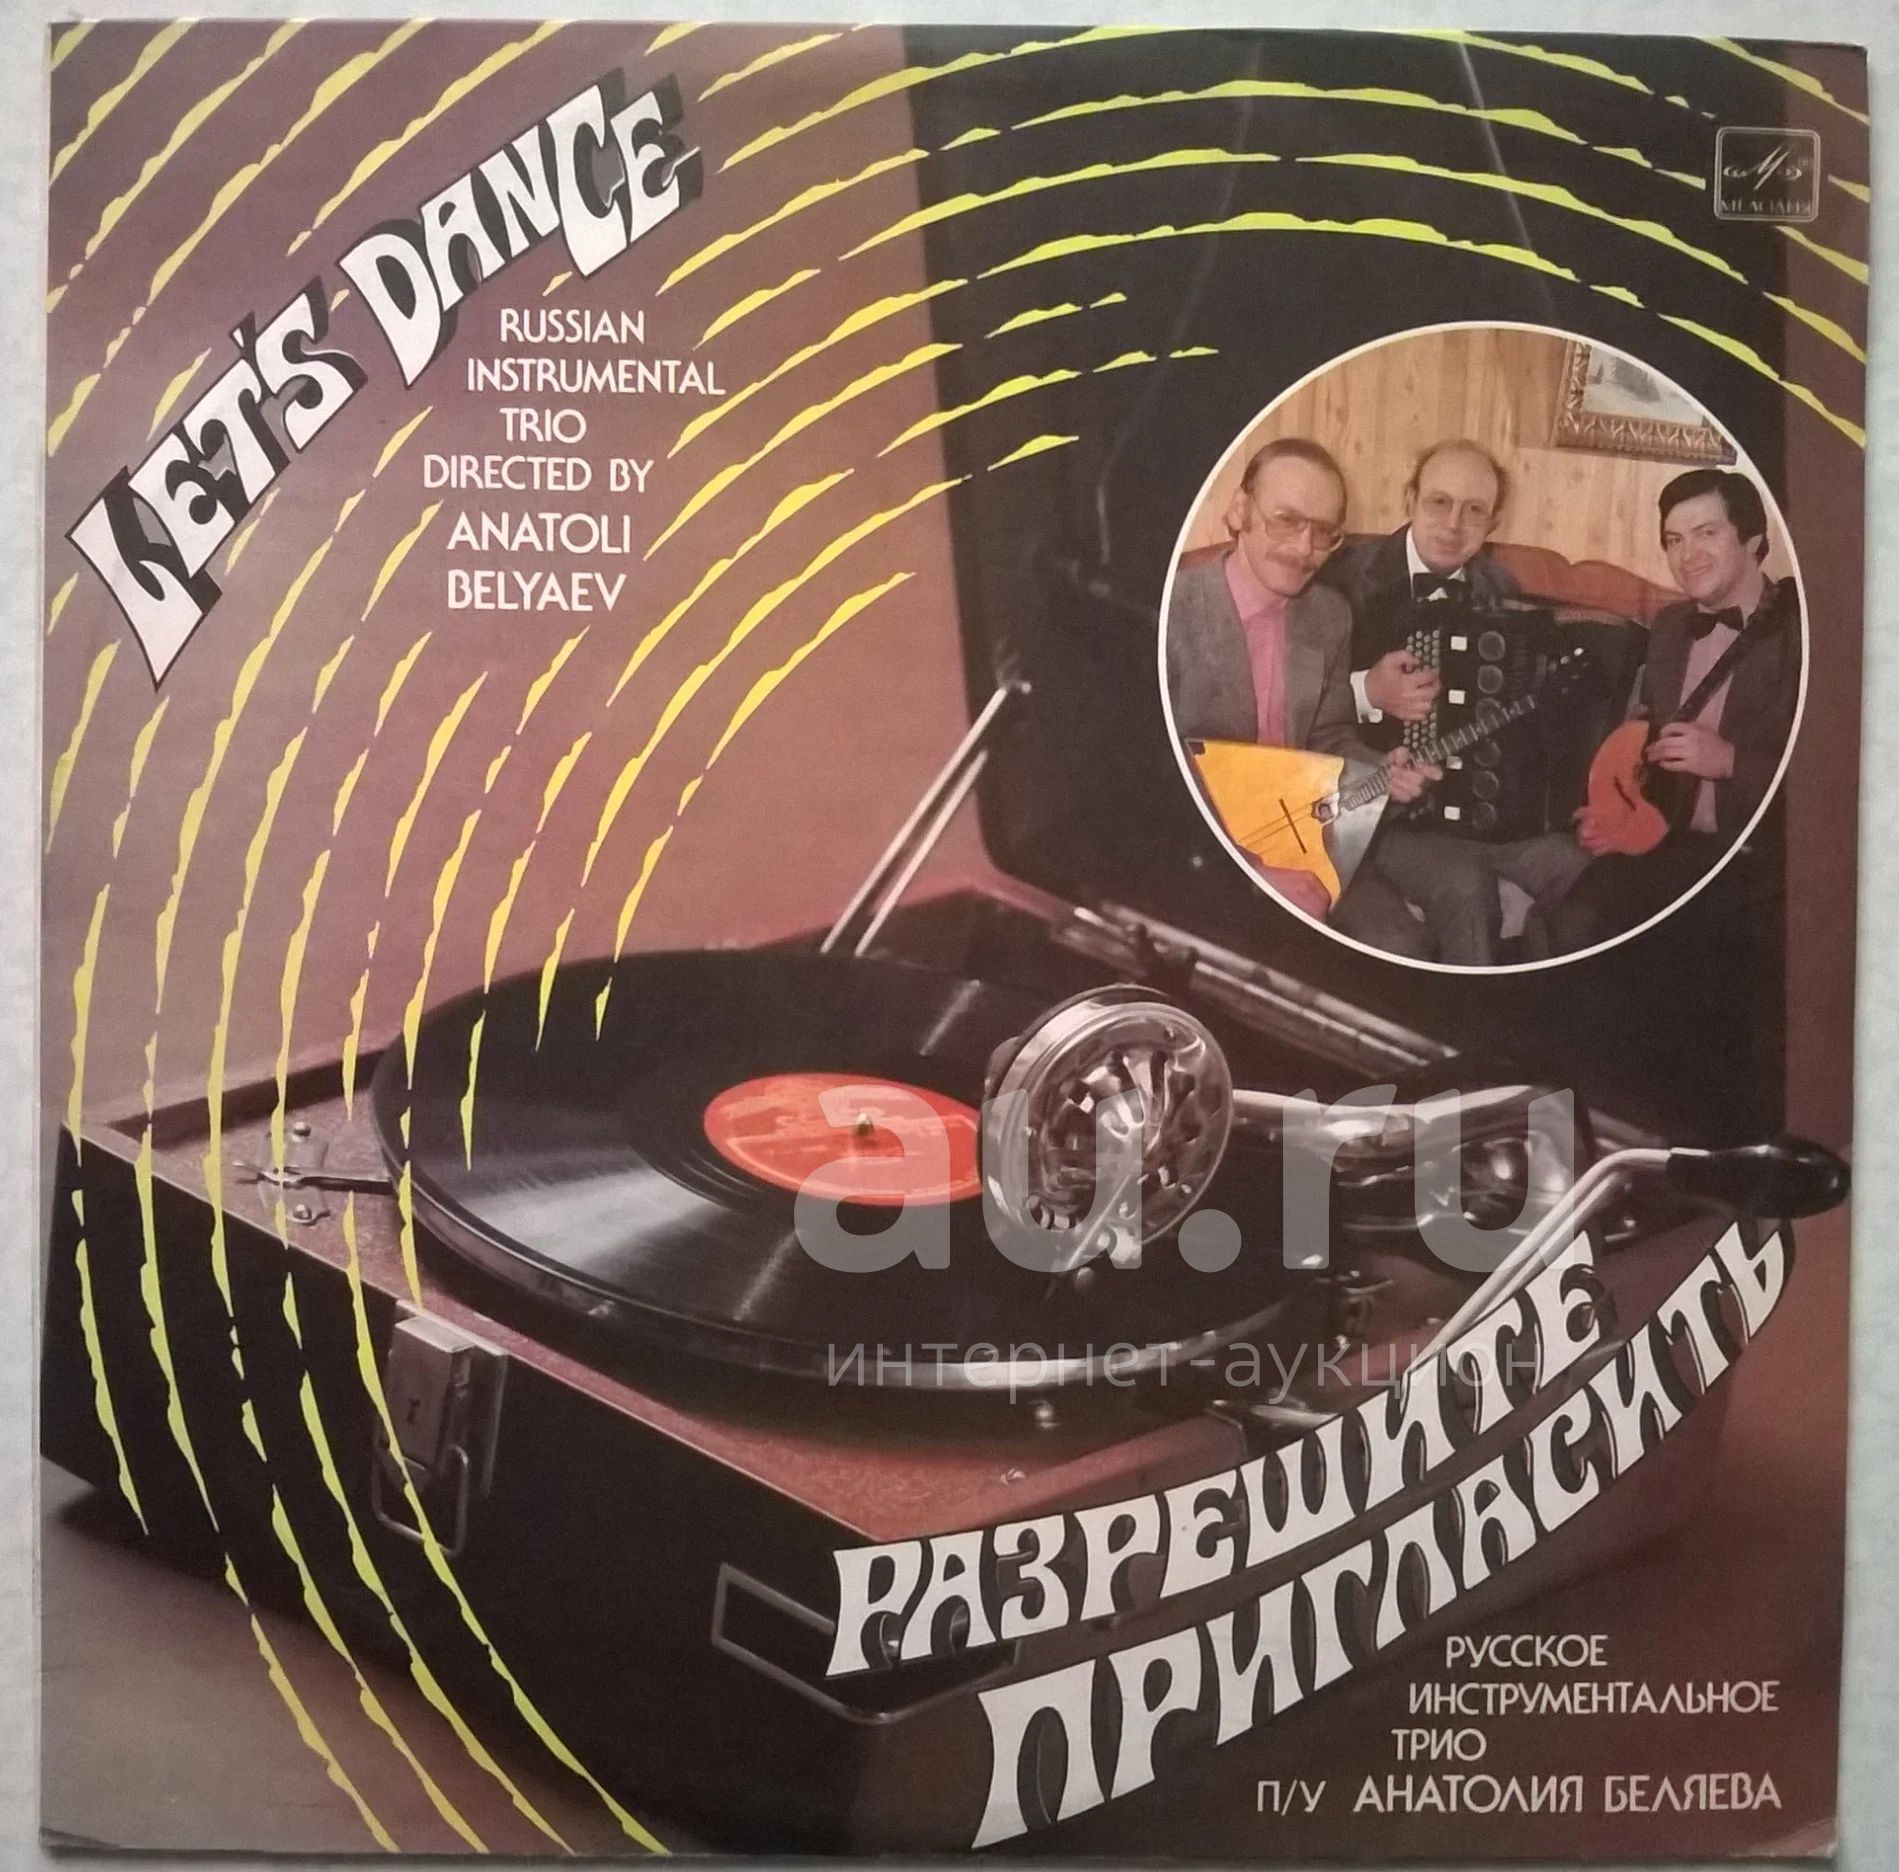 LET'S DANCE
RUSSIAN
INSTRUMENTAL
TRIO
DIRECTED BY
ANATOLI
BELYAEV
МЕЛОДИЯ
au.ru
интернет-аукцион
РАЗРЕШИТЕ
ПРИГЛАСИТЬ
РУССКОЕ
ИНСТРУМЕНТАЛЬНОЕ
ТРИО
П/У АНАТОЛИЯ БЕЛЯЕВА